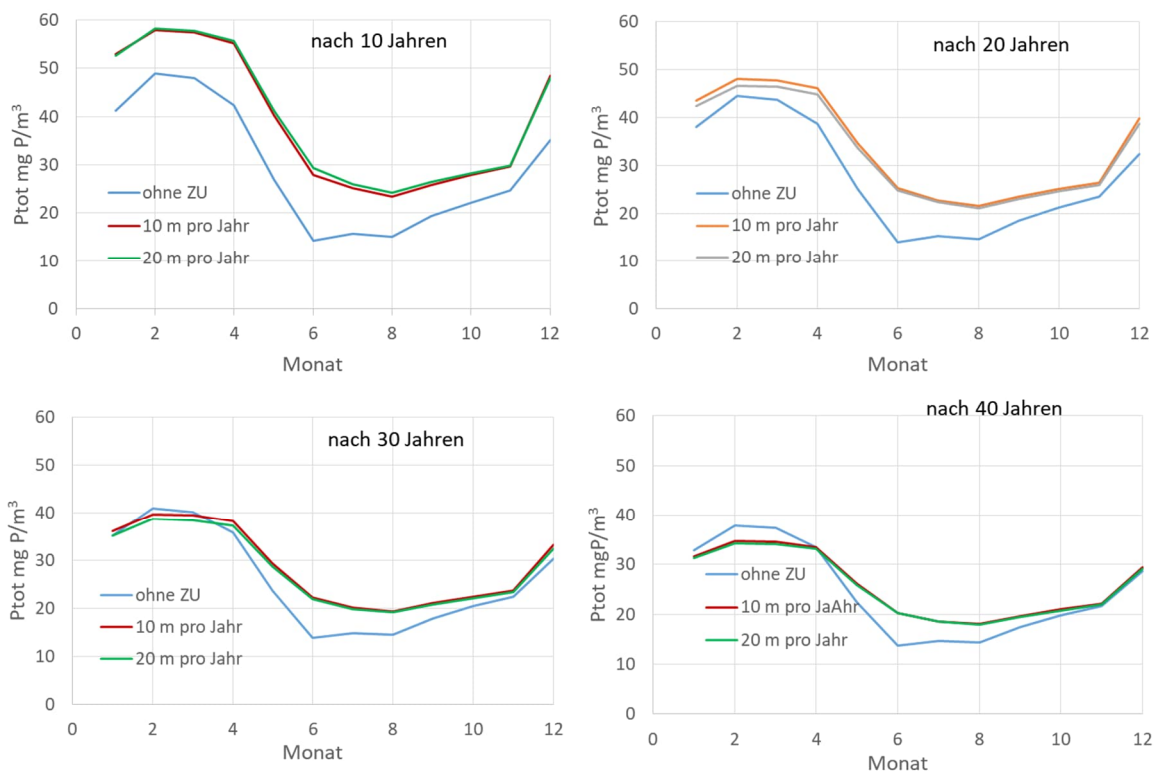 nach 10 Jahren
Ptot mg P/m³
60
50
40
30
20
10
0
ohne ZU
10 m pro Jahr
20 m pro Jahr
0 2 4 6 8 10 12
Monat
nach 20 Jahren
Ptot mg P/m³
60
50
40
30
20
10
0
ohne ZU
10 m pro Jahr
20 m pro Jahr
0 2 4 6 8 10 12
Monat
nach 30 Jahren
Ptot mg P/m³
60
50
40
30
20
10
0
ohne ZU
10 m pro Jahr
20 m pro Jahr
0 2 4 6 8 10 12
Monat
nach 40 Jahren
Ptot mgP/m³
60
50
40
30
20
10
0
ohne ZU
10 m pro JaAhr
20 m pro Jahr
0 2 4 6 8 10 12
Monat